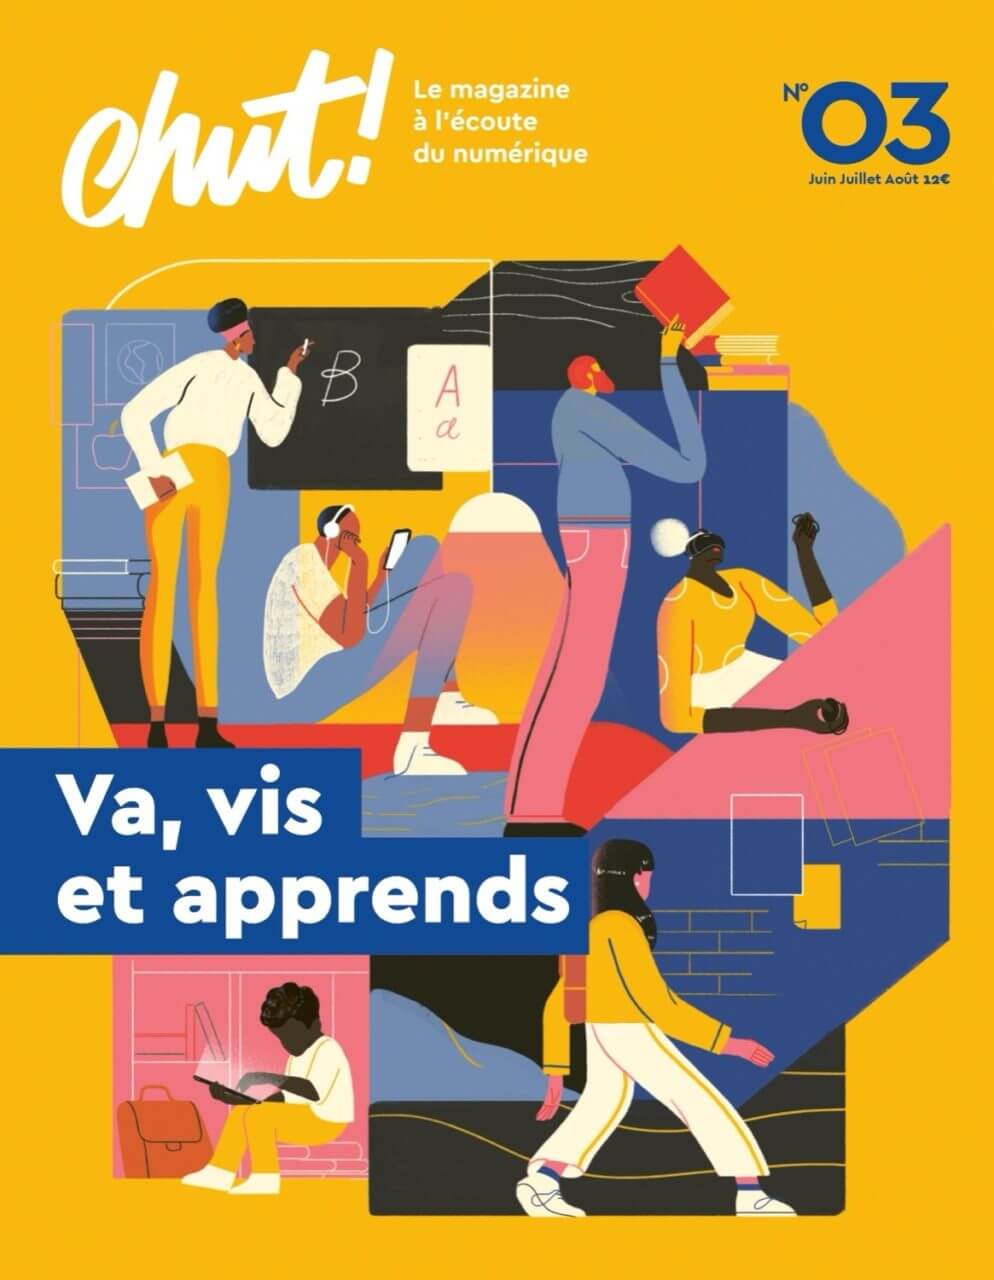 chut!
Le magazine
à l'écoute
du numérique
N° 03
Juin Juillet Août 12€
B
A
a
Va, vis
et apprends